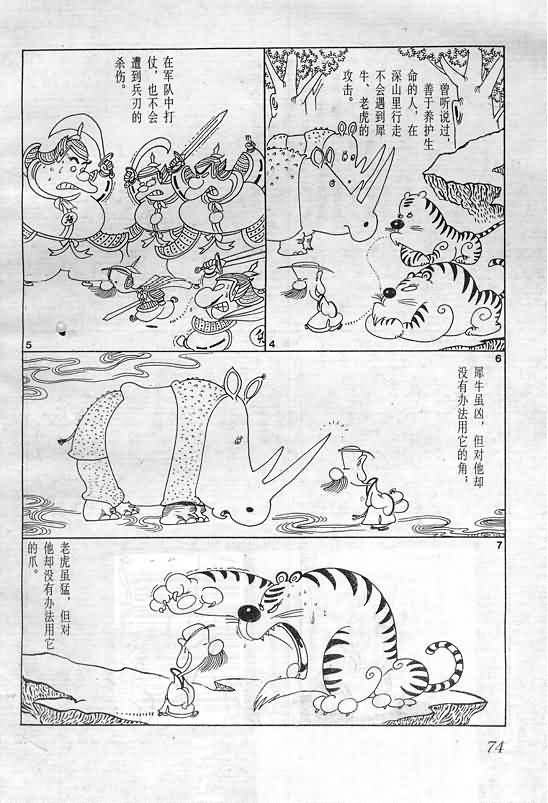 曾听说过，
善于养护生
命的人，在
深山里行走
不会遇到犀
牛、老虎的
攻击。
4
在军队中打
仗，也不会
遭到兵刃的
杀伤。
5
6
犀牛虽凶，但对他却
没有办法用它的角；
7
老虎虽猛，但对
他却没有办法用它
的爪。
74